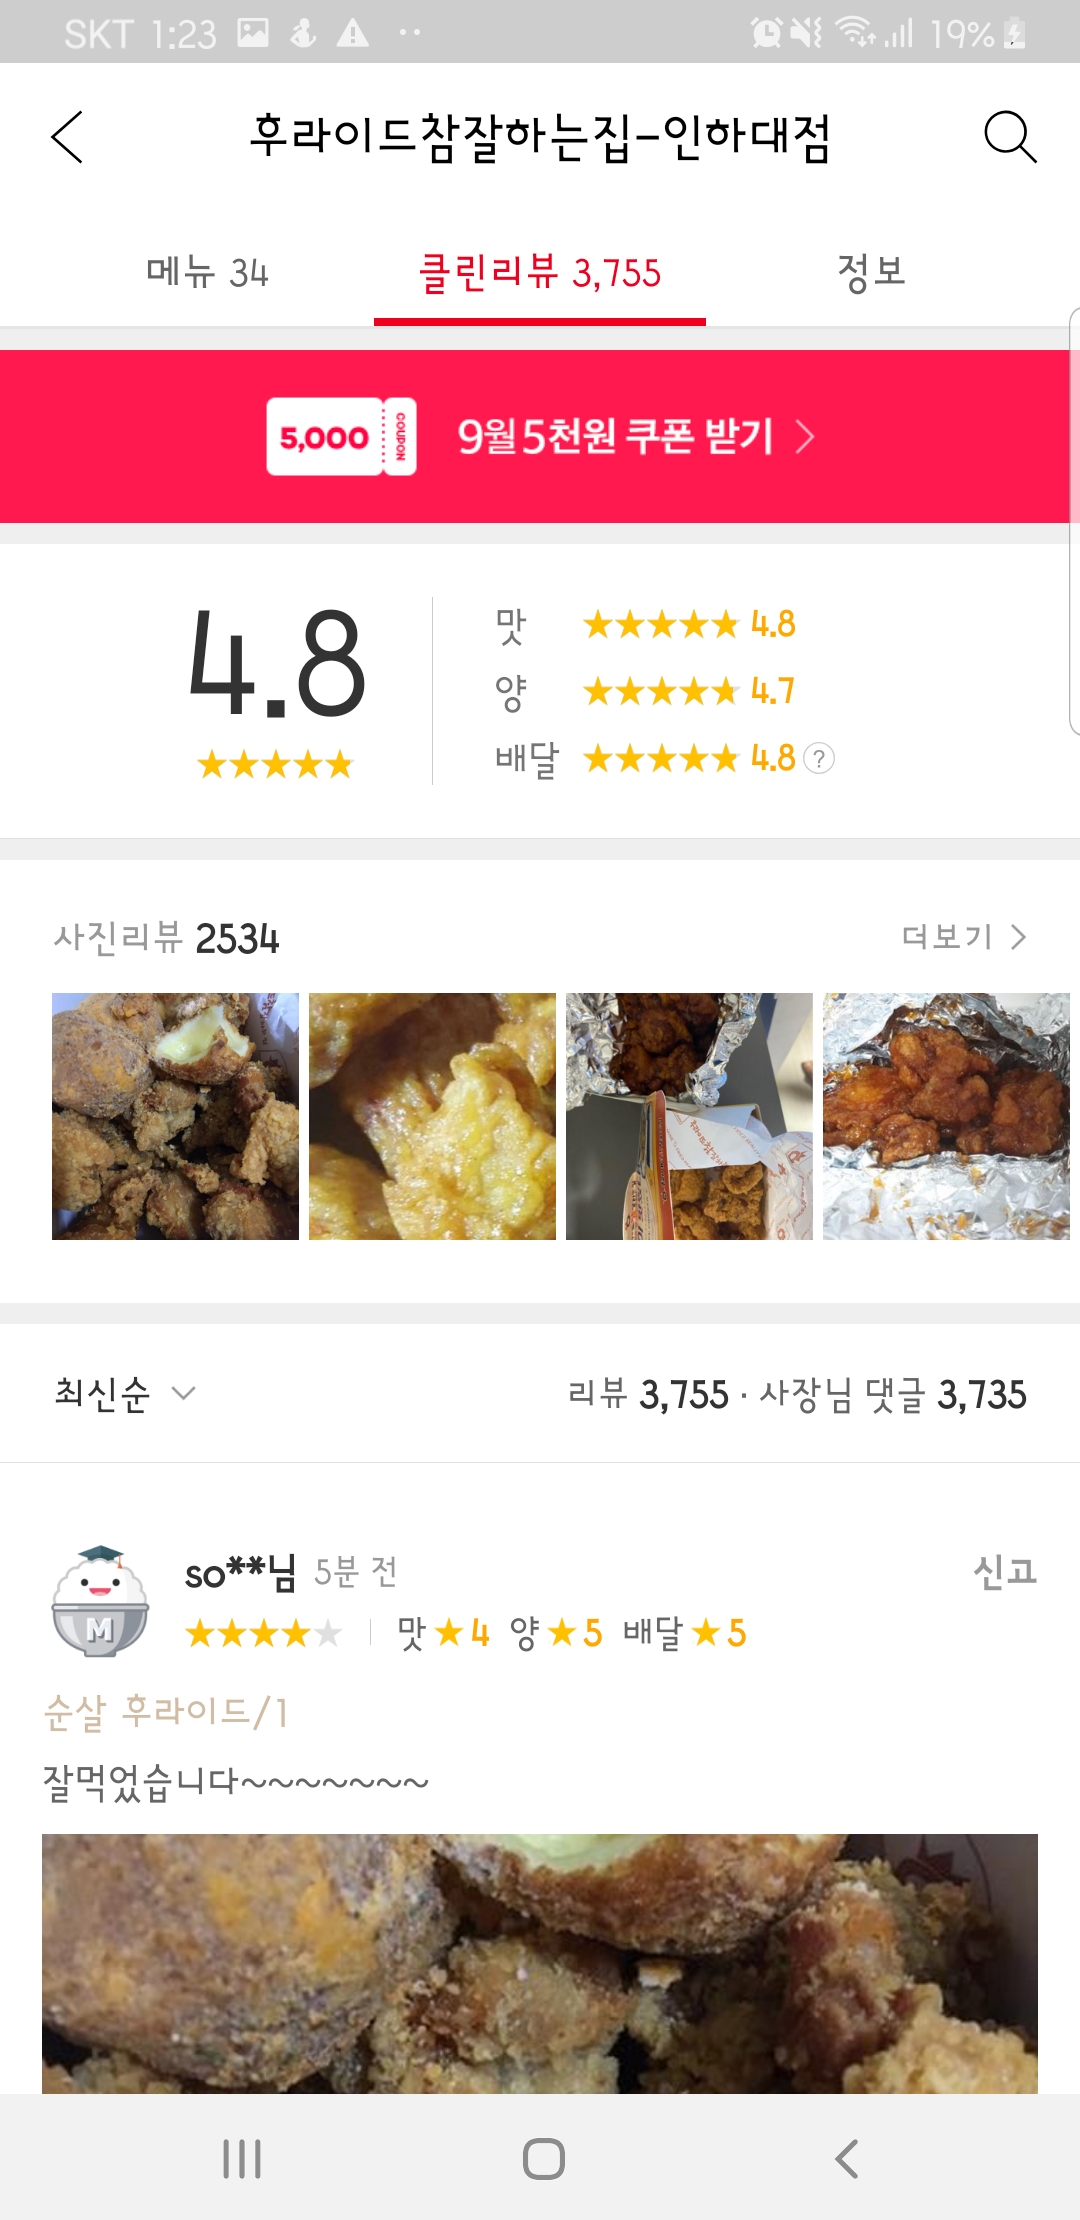 SKT 1:23 19%
후라이드참잘하는집-인하대점
메뉴 34 클린리뷰 3,755 정보
5,000 COUPON 9월 5천원 쿠폰 받기
4.8
맛 4.8
양 4.7
배달 4.8 ?
사진리뷰 2534 더보기
최신순 리뷰 3,755 · 사장님 댓글 3,735
so**님 5분 전 신고
맛 ★4 양 ★5 배달 ★5
M
순살 후라이드/1
잘먹었습니다~~~~~~~